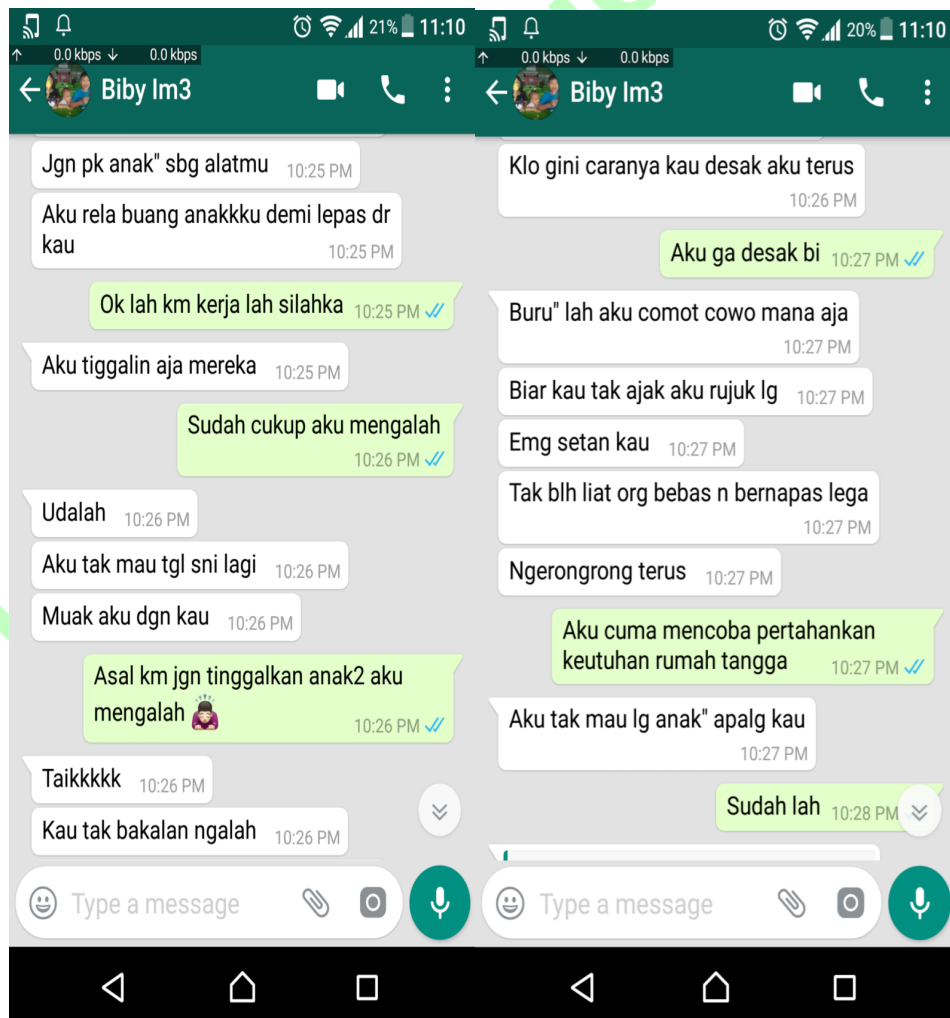 21% 11:10
0.0 kbps 0.0 kbps
Biby Im3
Jgn pk anak" sbg alatmu 10:25 PM
Aku rela buang anakkku demi lepas dr
kau 10:25 PM
Ok lah km kerja lah silahka 10:25 PM
Aku tiggalin aja mereka 10:25 PM
Sudah cukup aku mengalah
10:26 PM
Udalah 10:26 PM
Aku tak mau tgl sni lagi 10:26 PM
Muak aku dgn kau 10:26 PM
Asal km jgn tinggalkan anak2 aku
mengalah 10:26 PM
Taikkkkk 10:26 PM
Kau tak bakalan ngalah 10:26 PM
Type a message
20% 11:10
0.0 kbps 0.0 kbps
Biby Im3
Klo gini caranya kau desak aku terus
10:26 PM
Aku ga desak bi 10:27 PM
Buru" lah aku comot cowo mana aja
10:27 PM
Biar kau tak ajak aku rujuk lg 10:27 PM
Emg setan kau 10:27 PM
Tak blh liat org bebas n bernapas lega
10:27 PM
Ngerongrong terus 10:27 PM
Aku cuma mencoba pertahankan
keutuhan rumah tangga 10:27 PM
Aku tak mau lg anak" apalg kau
10:27 PM
Sudah lah 10:28 PM
Type a message